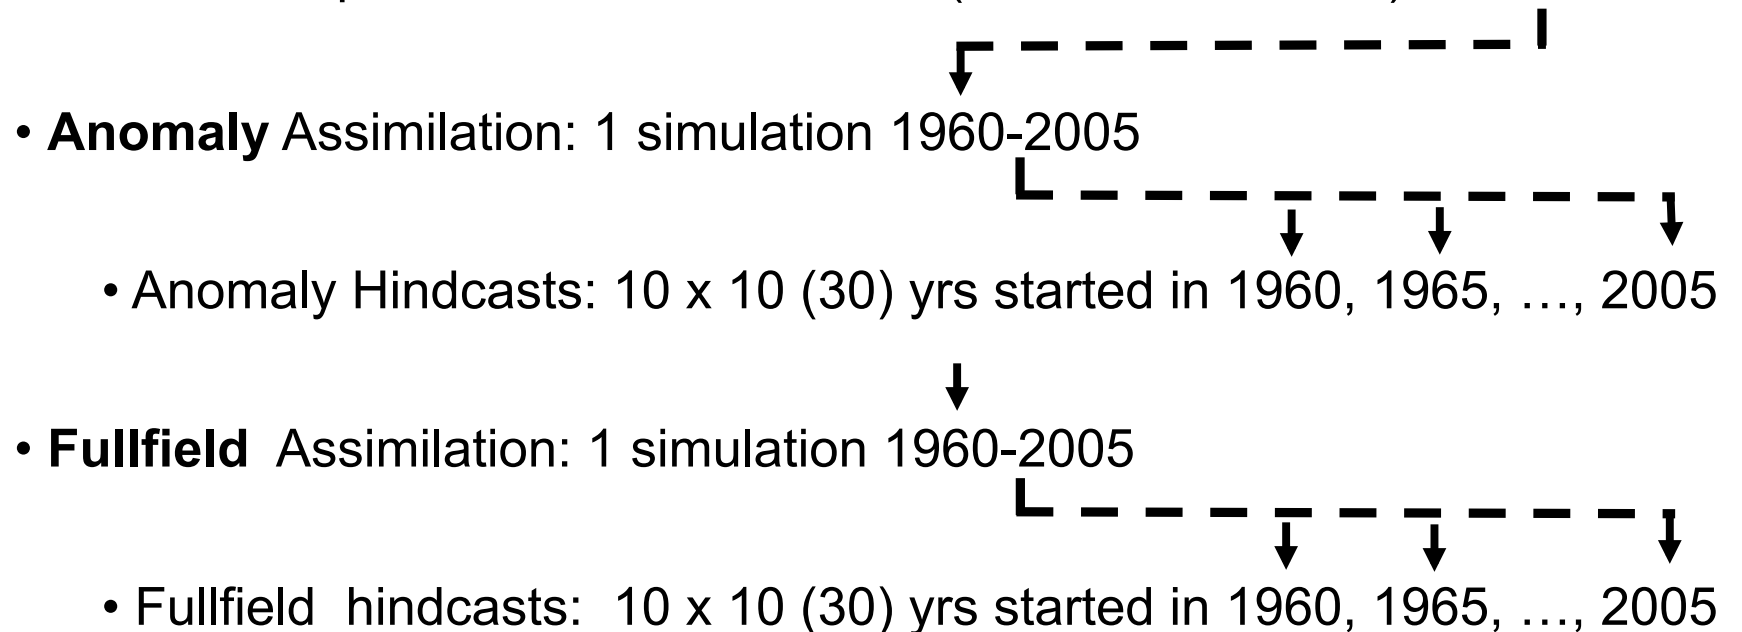 • Anomaly Assimilation: 1 simulation 1960-2005
• Anomaly Hindcasts: 10 x 10 (30) yrs started in 1960, 1965, …, 2005
• Fullfield Assimilation: 1 simulation 1960-2005
• Fullfield hindcasts: 10 x 10 (30) yrs started in 1960, 1965, …, 2005